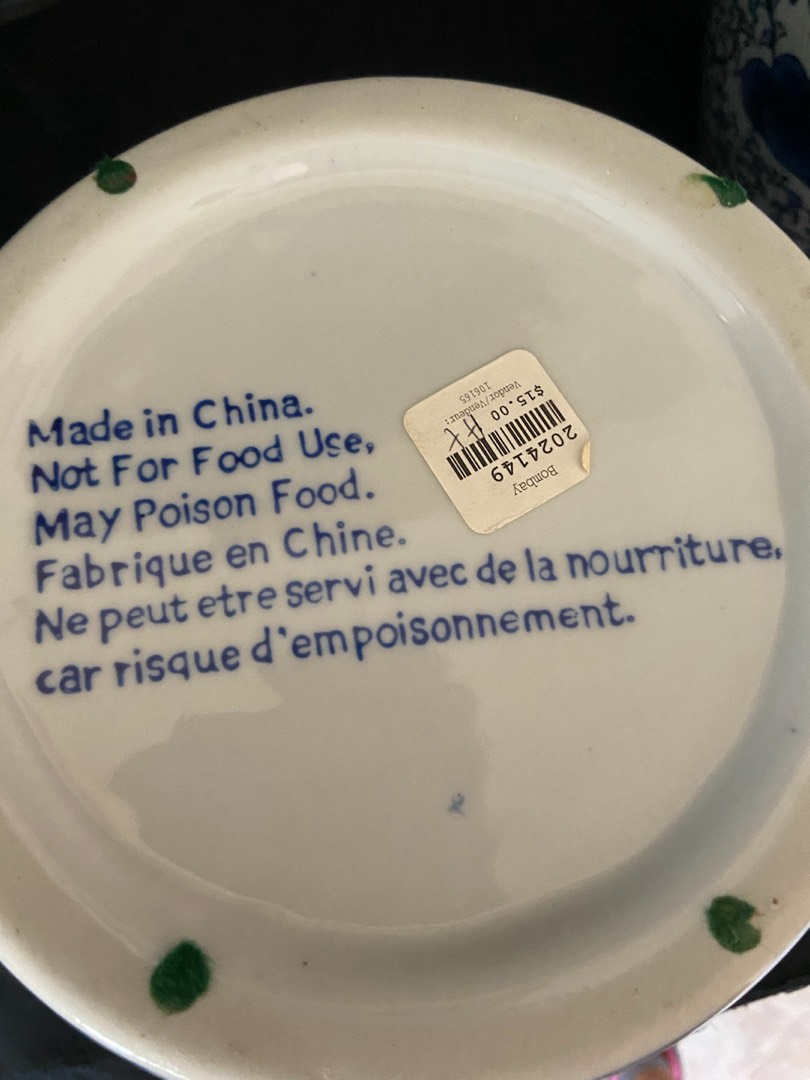 Made in China.
Not For Food Use,
May Poison Food.
Fabrique en Chine.
Ne peut etre servi avec de la nourriture,
car risque d'empoisonnement.
Bombay
2024149
$15.00
Vendor/Vendeur:
106165